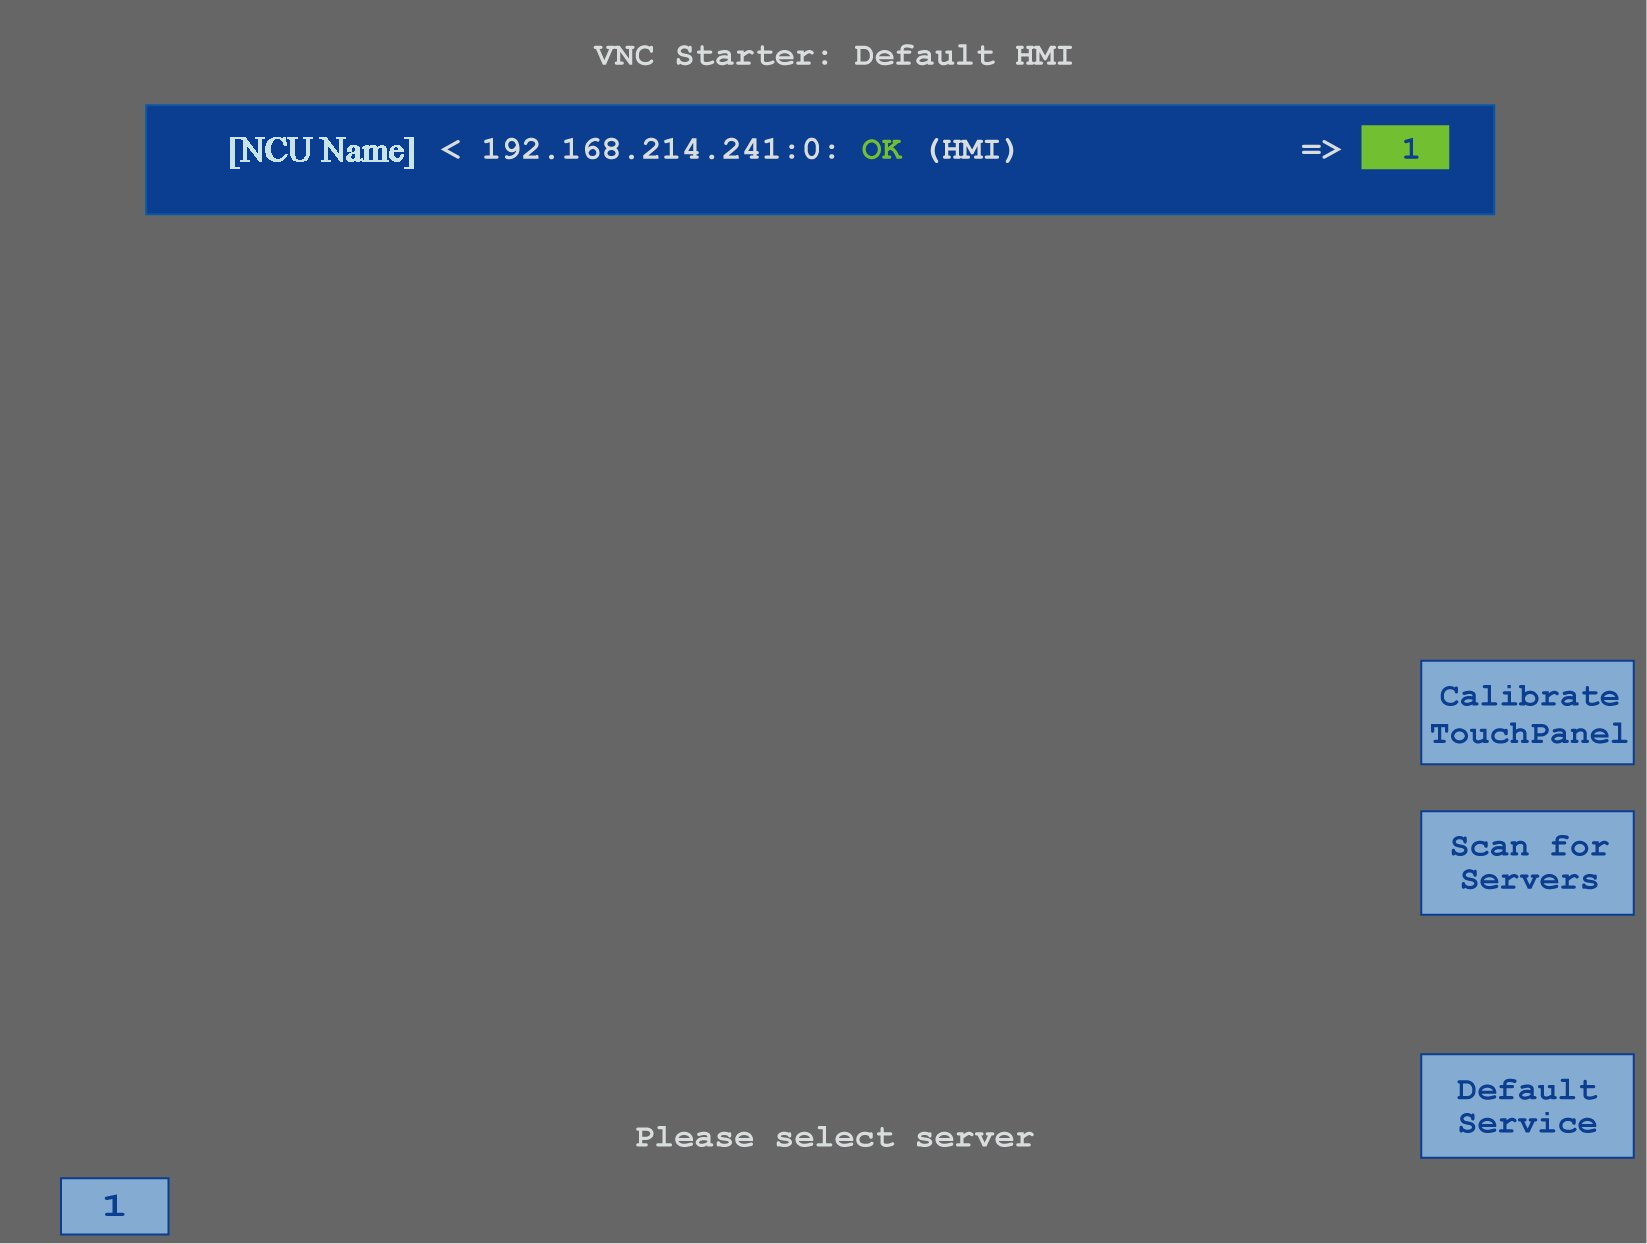 VNC Starter: Default HMI
[NCU Name] < 192.168.214.241:0: OK (HMI) => 1
Calibrate
TouchPanel
Scan for
Servers
Default
Service
Please select server
1